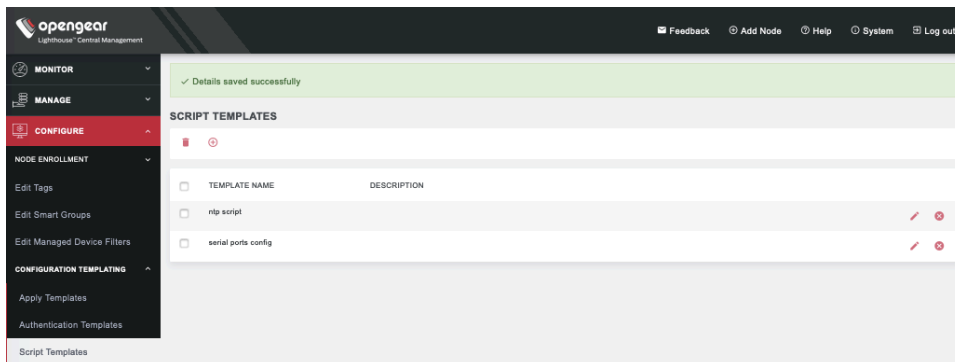 opengear
Lighthouse™ Central Management
Feedback
Add Node
Help
System
Log out
MONITOR
MANAGE
CONFIGURE
NODE ENROLLMENT
Edit Tags
Edit Smart Groups
Edit Managed Device Filters
CONFIGURATION TEMPLATING
Apply Templates
Authentication Templates
Script Templates
Details saved successfully
SCRIPT TEMPLATES
TEMPLATE NAME DESCRIPTION
ntp script
serial ports config